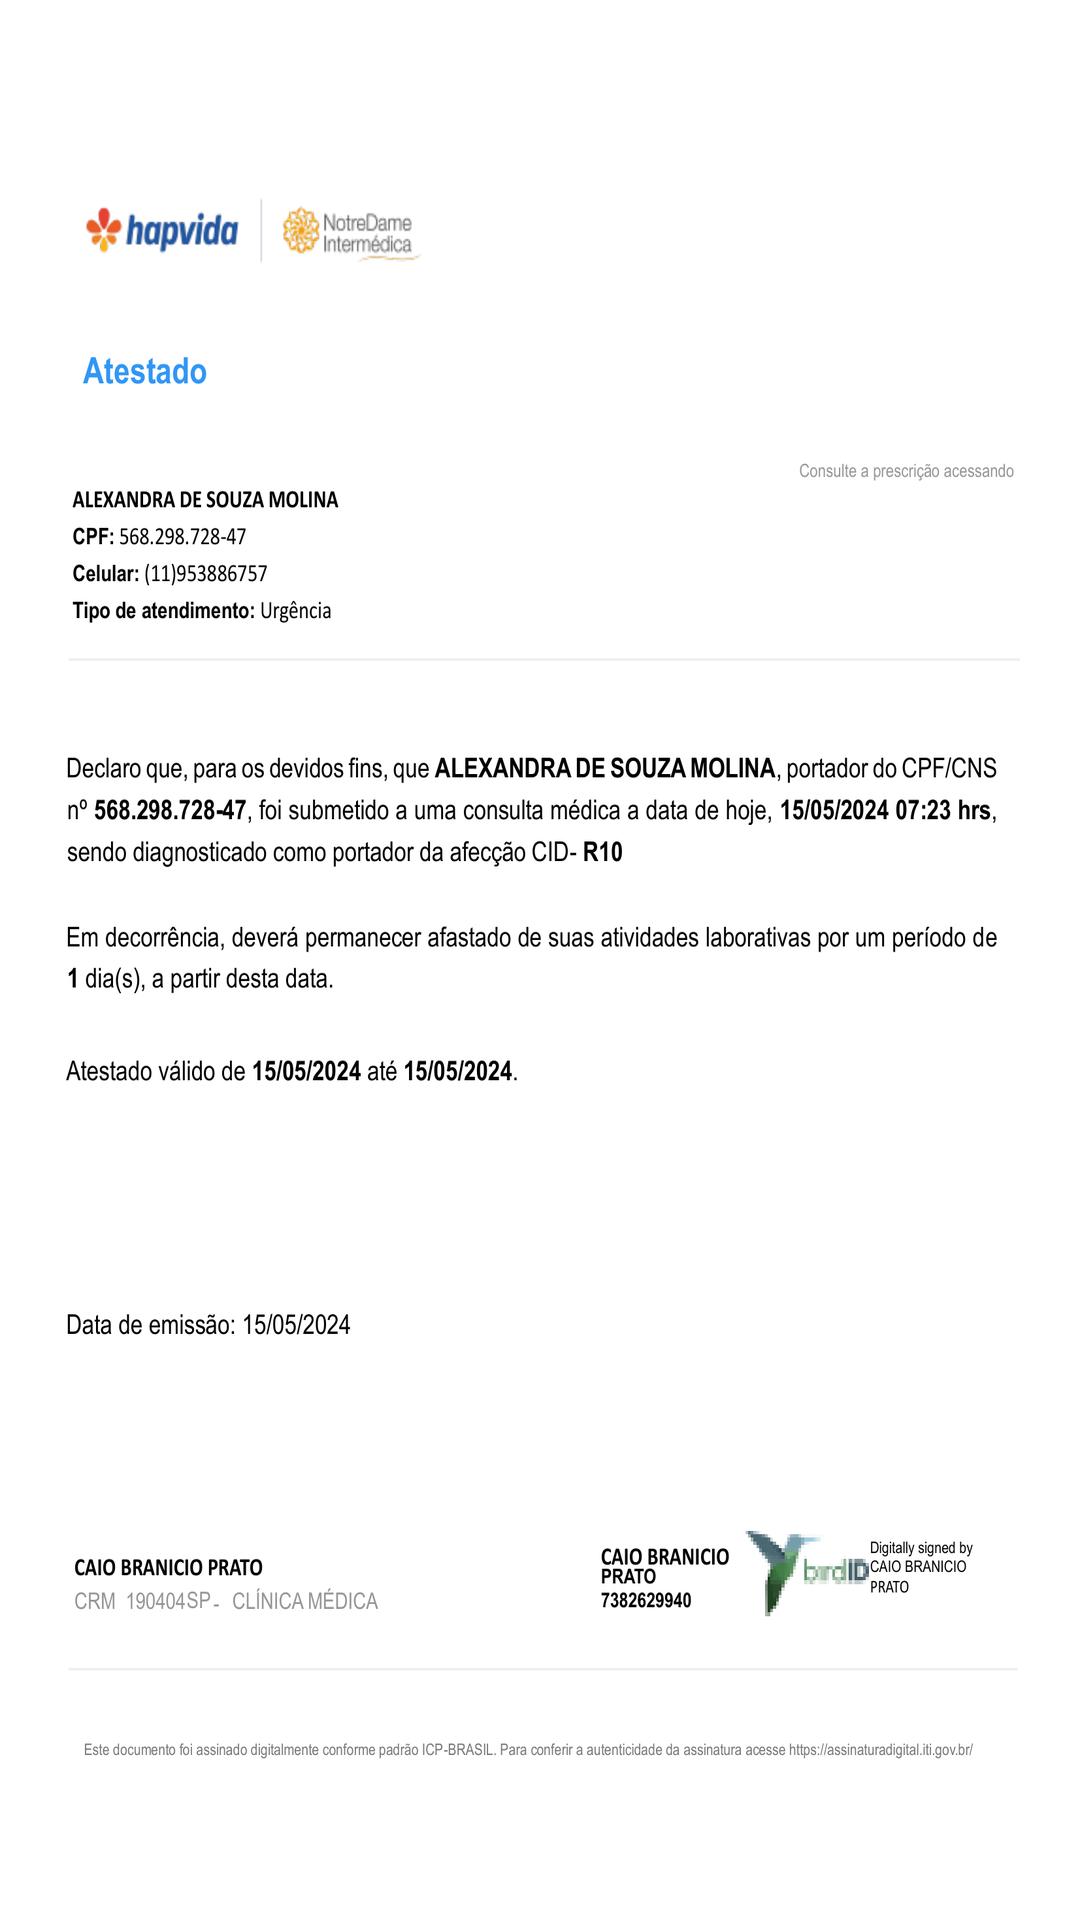 hapvida
NotreDame
Intermédica
Atestado
Consulte a prescrição acessando
ALEXANDRA DE SOUZA MOLINA
CPF: 568.298.728-47
Celular: (11)953886757
Tipo de atendimento: Urgência
Declaro que, para os devidos fins, que ALEXANDRA DE SOUZA MOLINA, portador do CPF/CNS
nº 568.298.728-47, foi submetido a uma consulta médica a data de hoje, 15/05/2024 07:23 hrs,
sendo diagnosticado como portador da afecção CID- R10
Em decorrência, deverá permanecer afastado de suas atividades laborativas por um período de
1 dia(s), a partir desta data.
Atestado válido de 15/05/2024 até 15/05/2024.
Data de emissão: 15/05/2024
CAIO BRANICIO PRATO
CRM 190404SP - CLÍNICA MÉDICA
CAIO BRANICIO
PRATO
7382629940
birdID
Digitally signed by
CAIO BRANICIO
PRATO
Este documento foi assinado digitalmente conforme padrão ICP-BRASIL. Para conferir a autenticidade da assinatura acesse https://assinaturadigital.iti.gov.br/